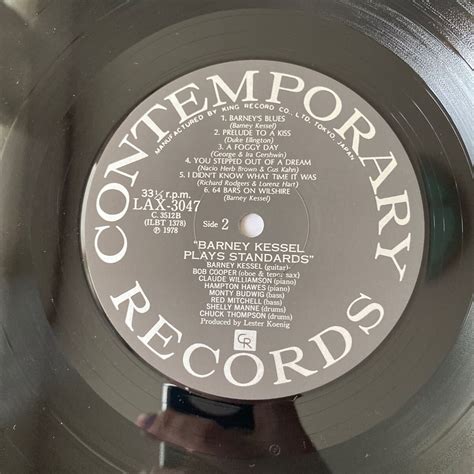 CONTEMPORARY RECORDS
MANUFACTURED BY KING RECORD CO., LTD. TOKYO, JAPAN
1. BARNEY'S BLUES
(Barney Kessel)
2. PRELUDE TO A KISS
(Duke Ellington)
3. A FOGGY DAY
(George & Ira Gershwin)
4. YOU STEPPED OUT OF A DREAM
(Nacio Herb Brown & Gus Kahn)
5. I DIDN'T KNOW WHAT TIME IT WAS
(Richard Rodgers & Lorenz Hart)
6. 64 BARS ON WILSHIRE
(Barney Kessel)
33⅓ r.p.m.
LAX-3047
C. 3512B
(ILBT 1378)
℗ 1978
Side 2
"BARNEY KESSEL
PLAYS STANDARDS"
BARNEY KESSEL (guitar)
BOB COOPER (oboe & tenor sax)
CLAUDE WILLIAMSON (piano)
HAMPTON HAWES (piano)
MONTY BUDWIG (bass)
RED MITCHELL (bass)
SHELLY MANNE (drums)
CHUCK THOMPSON (drums)
Produced by Lester Koenig
CR